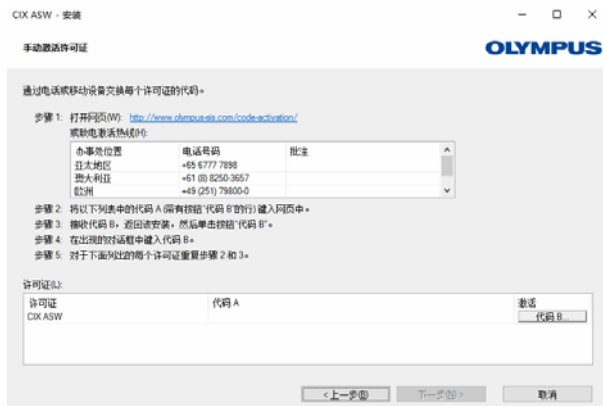 CIX ASW - 安装
手动激活许可证
OLYMPUS
通过电话或移动设备交换每个许可证的代码。
步骤 1: 打开网页(W): http://www.olympus-sis.com/code-activation/
或致电激活热线(H):
办事处位置 电话号码 批注
亚太地区 +65 6777 7898
澳大利亚 +61 (8) 8250-3657
欧洲 +49 (251) 79800-0
步骤 2: 将以下列表中的代码 A (带有按钮“代码 B”的行) 键入网页中。
步骤 3: 接收代码 B，返回该安装，然后单击按钮“代码 B”。
步骤 4: 在出现的对话框中键入代码 B。
步骤 5: 对于下面列出的每个许可证重复步骤 2 和 3。
许可证(L):
许可证 代码 A 激活
CIX ASW 代码 B...
<上一步(B) 下一步(N)> 取消